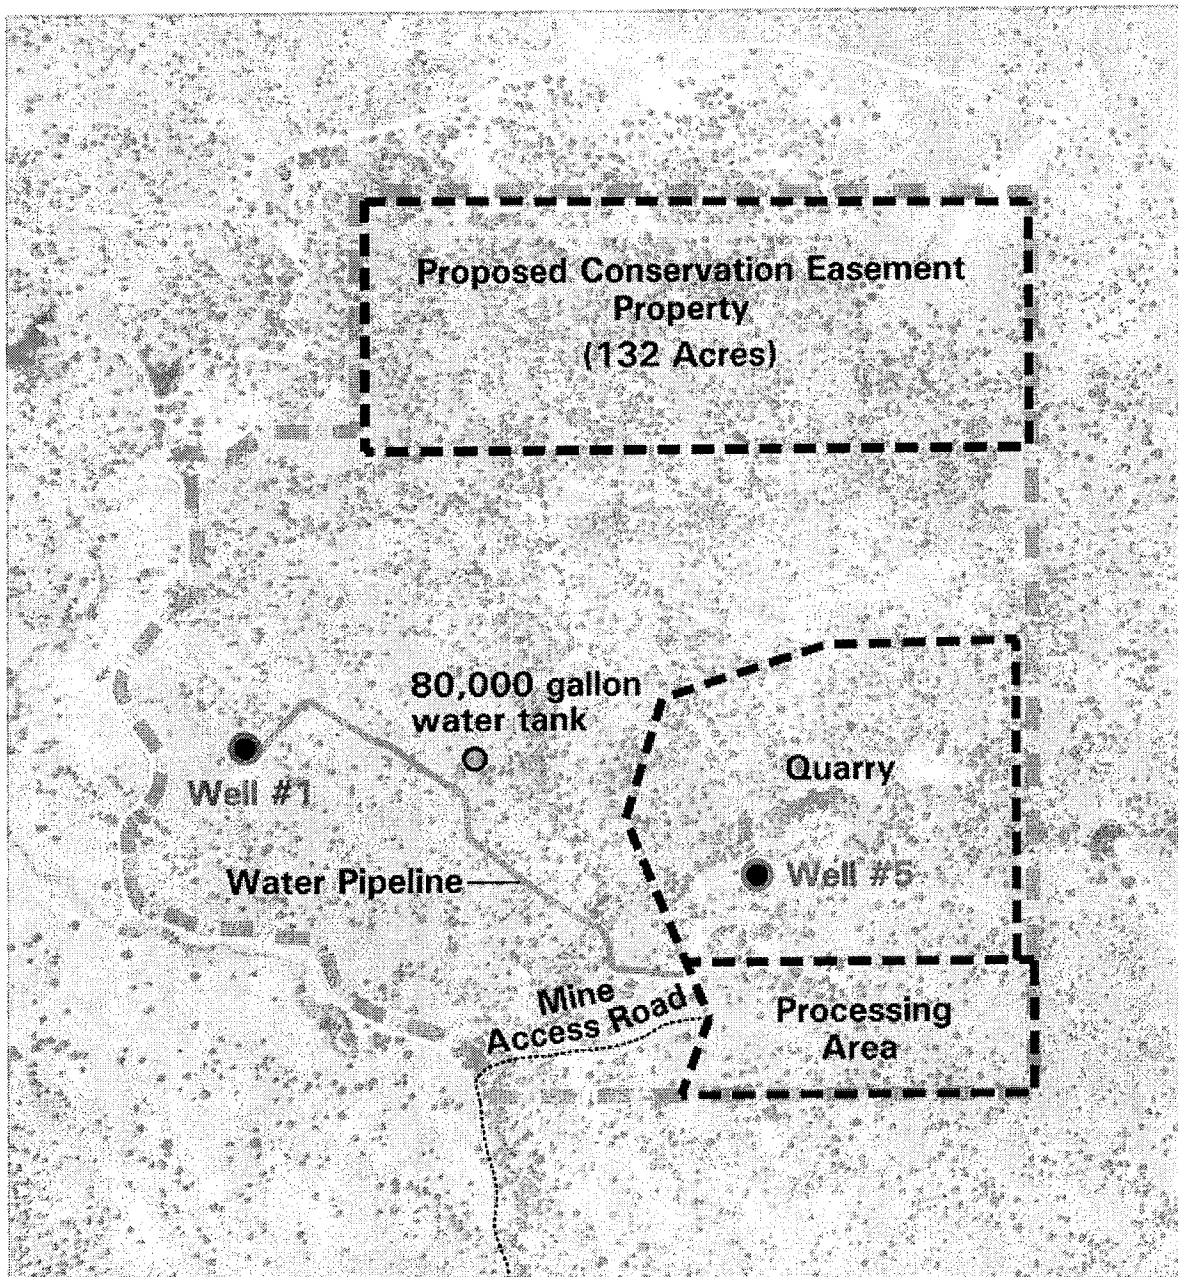 Proposed Conservation Easement
Property
(132 Acres)
80,000 gallon
water tank
Quarry
Well #1
Well #5
Water Pipeline
Mine
Access Road
Processing
Area